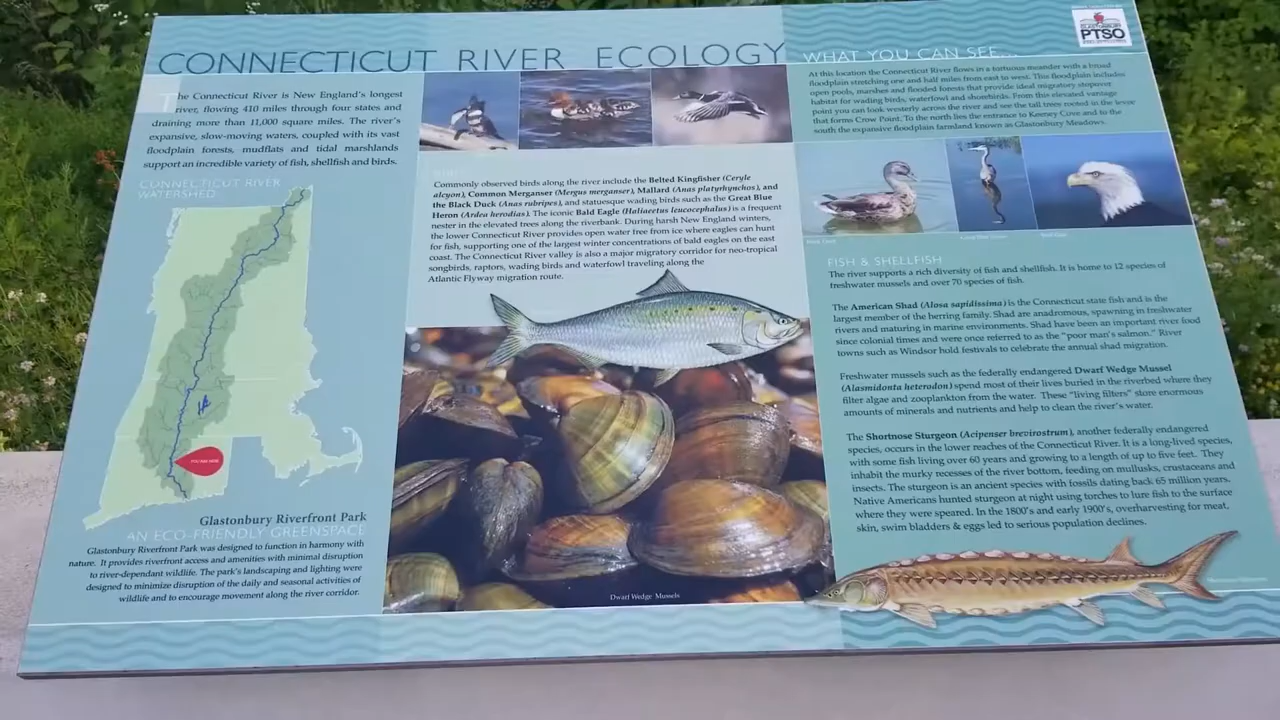 CONNECTICUT RIVER ECOLOGY
The Connecticut River is New England's longest
river, flowing 410 miles through four states and
draining more than 11,000 square miles. The river's
expansive, slow-moving waters, coupled with its vast
floodplain forests, mudflats and tidal marshlands
support an incredible variety of fish, shellfish and birds.
CONNECTICUT RIVER
WATERSHED
YOU ARE HERE
Glastonbury Riverfront Park
AN ECO-FRIENDLY GREENSPACE
Glastonbury Riverfront Park was designed to function in harmony with
nature. It provides riverfront access and amenities with minimal disruption
to river-dependant wildlife. The park's landscaping and lighting were
designed to minimize disruption of the daily and seasonal activities of
wildlife and to encourage movement along the river corridor.
Commonly observed birds along the river include the Belted Kingfisher (Ceryle
alcyon), Common Merganser (Mergus merganser), Mallard (Anas platyrhynchos), and
the Black Duck (Anas rubripes), and statuesque wading birds such as the Great Blue
Heron (Ardea herodias). The iconic Bald Eagle (Haliaeetus leucocephalus) is a frequent
nester in the elevated trees along the riverbank. During harsh New England winters,
the lower Connecticut River provides open water free from ice where eagles can hunt
for fish, supporting one of the largest winter concentrations of bald eagles on the east
coast. The Connecticut River valley is also a major migratory corridor for neo-tropical
songbirds, raptors, wading birds and waterfowl traveling along the
Atlantic Flyway migration route.
Dwarf Wedge Mussels
PTSO
WHAT YOU CAN SEE...
At this location the Connecticut River flows in a tortuous meander with a broad
floodplain stretching one and half miles from east to west. This floodplain includes
open pools, marshes and flooded forests that provide ideal migratory stopover
habitat for wading birds, waterfowl and shorebirds. From this elevated vantage
point you can look westerly across the river and see the tall trees rooted in the levee
that forms Crow Point. To the north lies the entrance to Keeney Cove and to the
south the expansive floodplain farmland known as Glastonbury Meadows.
FISH & SHELLFISH
The river supports a rich diversity of fish and shellfish. It is home to 12 species of
freshwater mussels and over 70 species of fish.
The American Shad (Alosa sapidissima) is the Connecticut state fish and is the
largest member of the herring family. Shad are anadromous, spawning in freshwater
rivers and maturing in marine environments. Shad have been an important river food
since colonial times and were once referred to as the "poor man's salmon." River
towns such as Windsor hold festivals to celebrate the annual shad migration.
Freshwater mussels such as the federally endangered Dwarf Wedge Mussel
(Alasmidonta heterodon) spend most of their lives buried in the riverbed where they
filter algae and zooplankton from the water. These "living filters" store enormous
amounts of minerals and nutrients and help to clean the river's water.
The Shortnose Sturgeon (Acipenser brevirostrum), another federally endangered
species, occurs in the lower reaches of the Connecticut River. It is a long-lived species,
with some fish living over 60 years and growing to a length of up to five feet. They
inhabit the murky recesses of the river bottom, feeding on mollusks, crustaceans and
insects. The sturgeon is an ancient species with fossils dating back 65 million years.
Native Americans hunted sturgeon at night using torches to lure fish to the surface
where they were speared. In the 1800's and early 1900's, overharvesting for meat,
skin, swim bladders & eggs led to serious population declines.